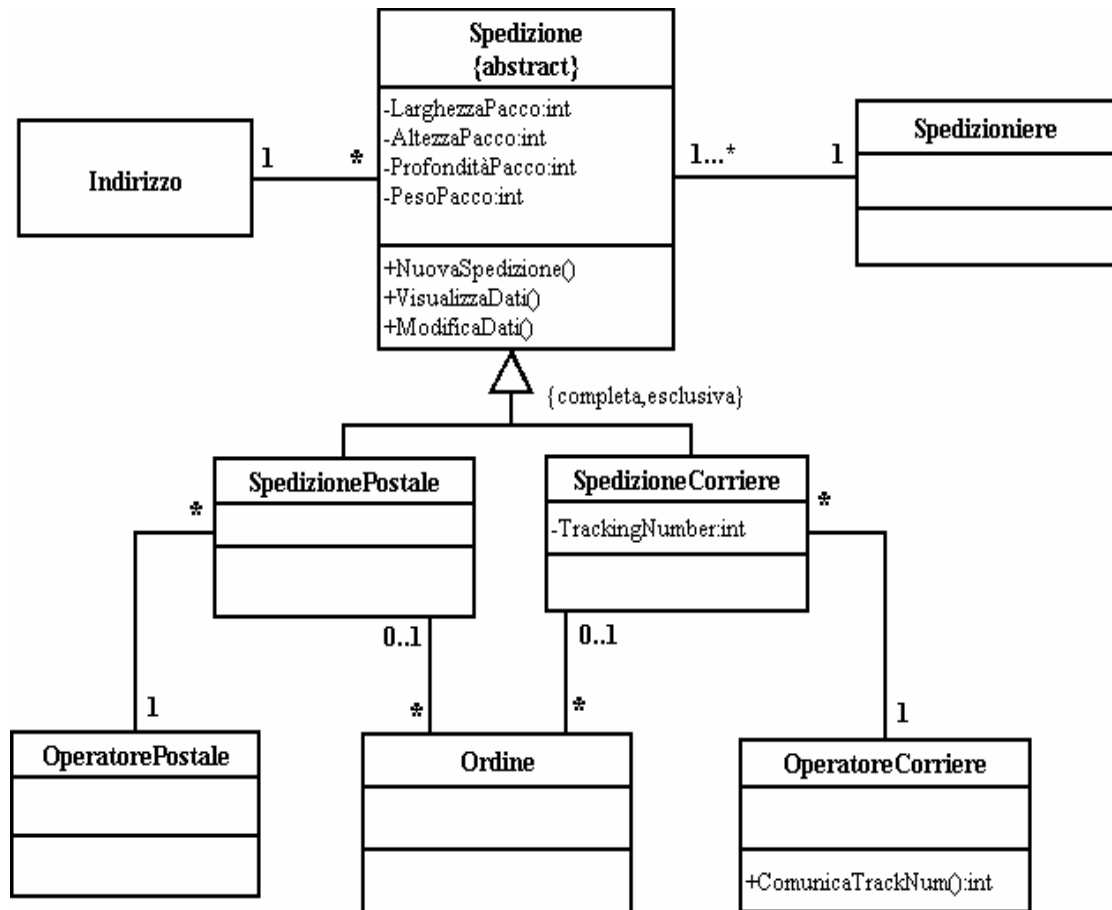 Spedizione
{abstract}
-LarghezzaPacco:int
-AltezzaPacco:int
-ProfonditàPacco:int
-PesoPacco:int
+NuovaSpedizione()
+VisualizzaDati()
+ModificaDati()
Indirizzo
1
*
1...*
1
Spedizioniere
{completa,esclusiva}
SpedizionePostale
SpedizioneCorriere
-TrackingNumber:int
*
*
0..1
0..1
1
*
*
1
OperatorePostale
Ordine
OperatoreCorriere
+ComunicaTrackNum():int